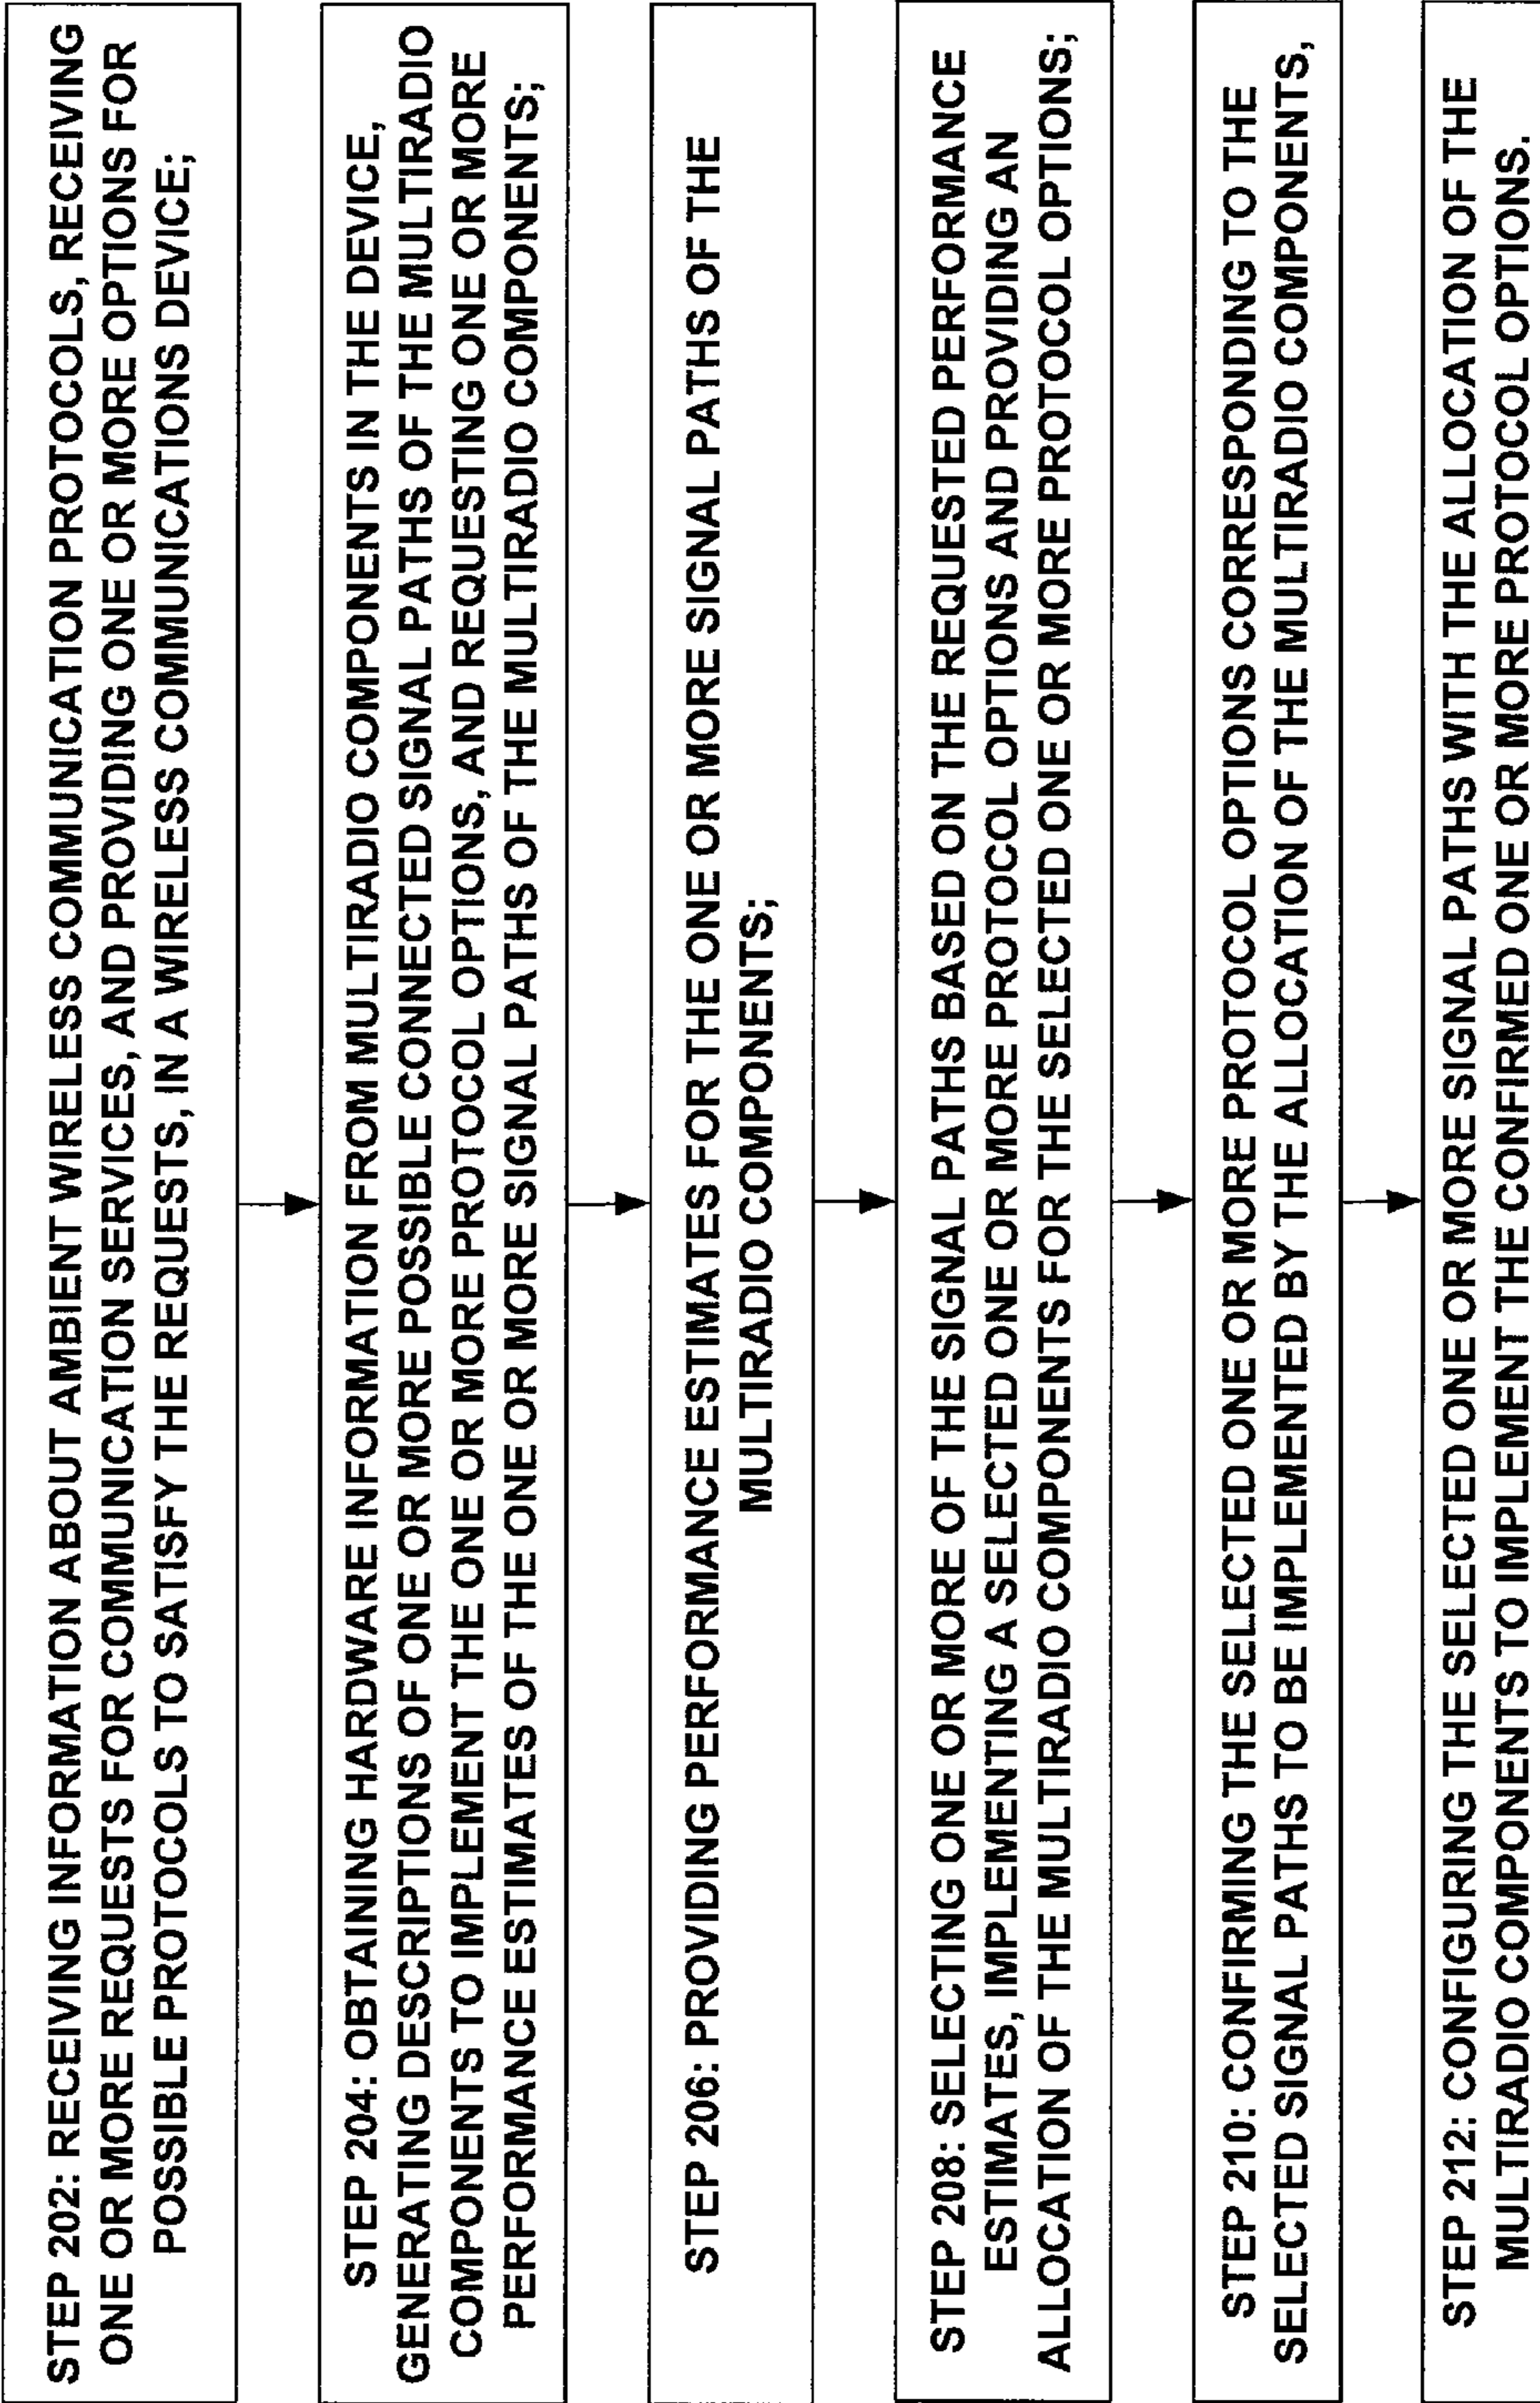 STEP 202: RECEIVING INFORMATION ABOUT AMBIENT WIRELESS COMMUNICATION PROTOCOLS, RECEIVING
ONE OR MORE REQUESTS FOR COMMUNICATION SERVICES, AND PROVIDING ONE OR MORE OPTIONS FOR
POSSIBLE PROTOCOLS TO SATISFY THE REQUESTS, IN A WIRELESS COMMUNICATIONS DEVICE;
STEP 204: OBTAINING HARDWARE INFORMATION FROM MULTIRADIO COMPONENTS IN THE DEVICE,
GENERATING DESCRIPTIONS OF ONE OR MORE POSSIBLE CONNECTED SIGNAL PATHS OF THE MULTIRADIO
COMPONENTS TO IMPLEMENT THE ONE OR MORE PROTOCOL OPTIONS, AND REQUESTING ONE OR MORE
PERFORMANCE ESTIMATES OF THE ONE OR MORE SIGNAL PATHS OF THE MULTIRADIO COMPONENTS;
STEP 206: PROVIDING PERFORMANCE ESTIMATES FOR THE ONE OR MORE SIGNAL PATHS OF THE
MULTIRADIO COMPONENTS;
STEP 208: SELECTING ONE OR MORE OF THE SIGNAL PATHS BASED ON THE REQUESTED PERFORMANCE
ESTIMATES, IMPLEMENTING A SELECTED ONE OR MORE PROTOCOL OPTIONS AND PROVIDING AN
ALLOCATION OF THE MULTIRADIO COMPONENTS FOR THE SELECTED ONE OR MORE PROTOCOL OPTIONS;
STEP 210: CONFIRMING THE SELECTED ONE OR MORE PROTOCOL OPTIONS CORRESPONDING TO THE
SELECTED SIGNAL PATHS TO BE IMPLEMENTED BY THE ALLOCATION OF THE MULTIRADIO COMPONENTS,
STEP 212: CONFIGURING THE SELECTED ONE OR MORE SIGNAL PATHS WITH THE ALLOCATION OF THE
MULTIRADIO COMPONENTS TO IMPLEMENT THE CONFIRMED ONE OR MORE PROTOCOL OPTIONS.